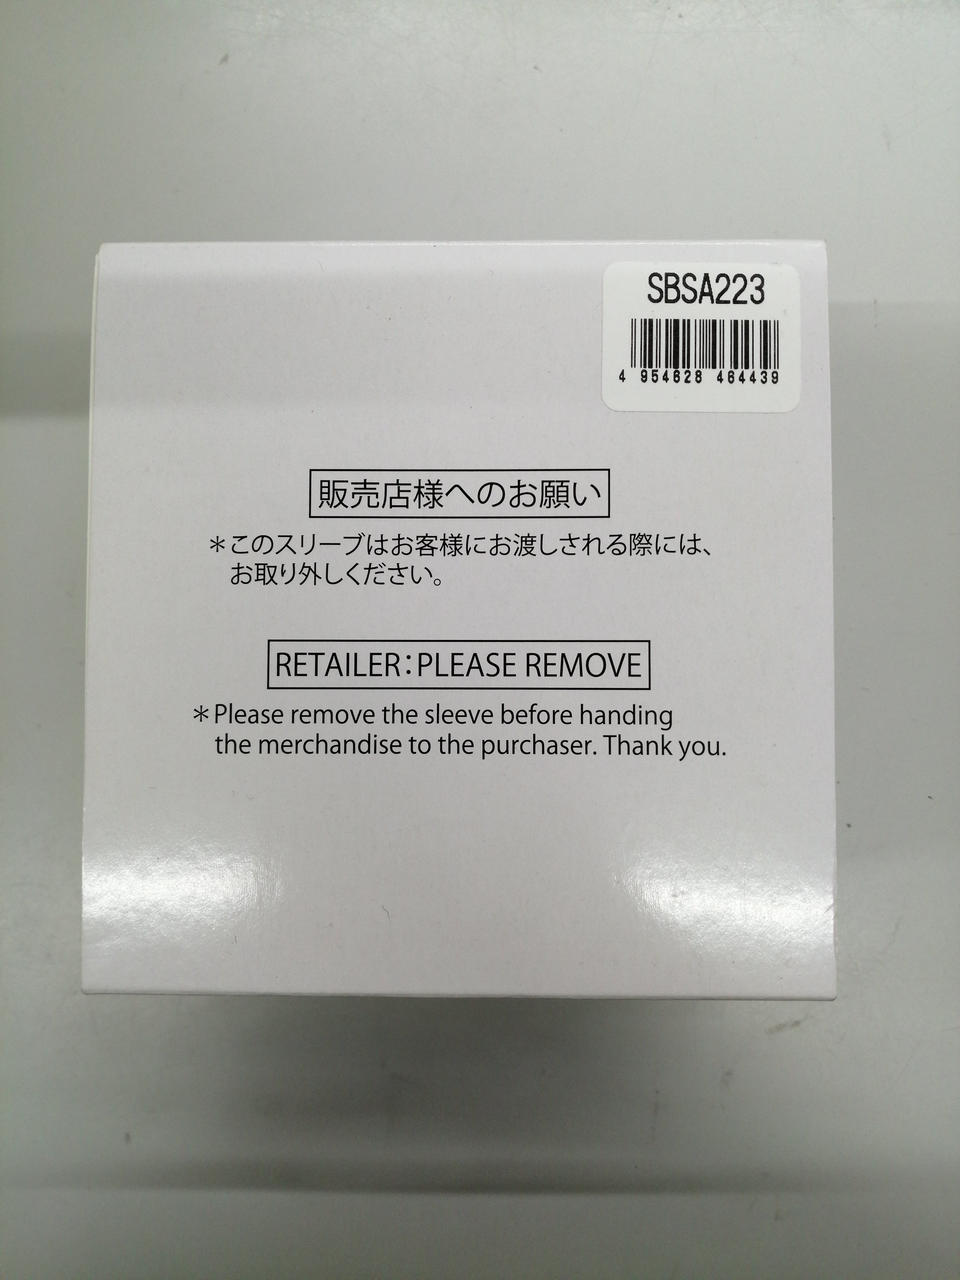 SBSA223
4 954628 464439
販売店様へのお願い
＊このスリーブはお客様にお渡しされる際には、
お取り外しください。
RETAILER:PLEASE REMOVE
＊Please remove the sleeve before handing
the merchandise to the purchaser. Thank you.